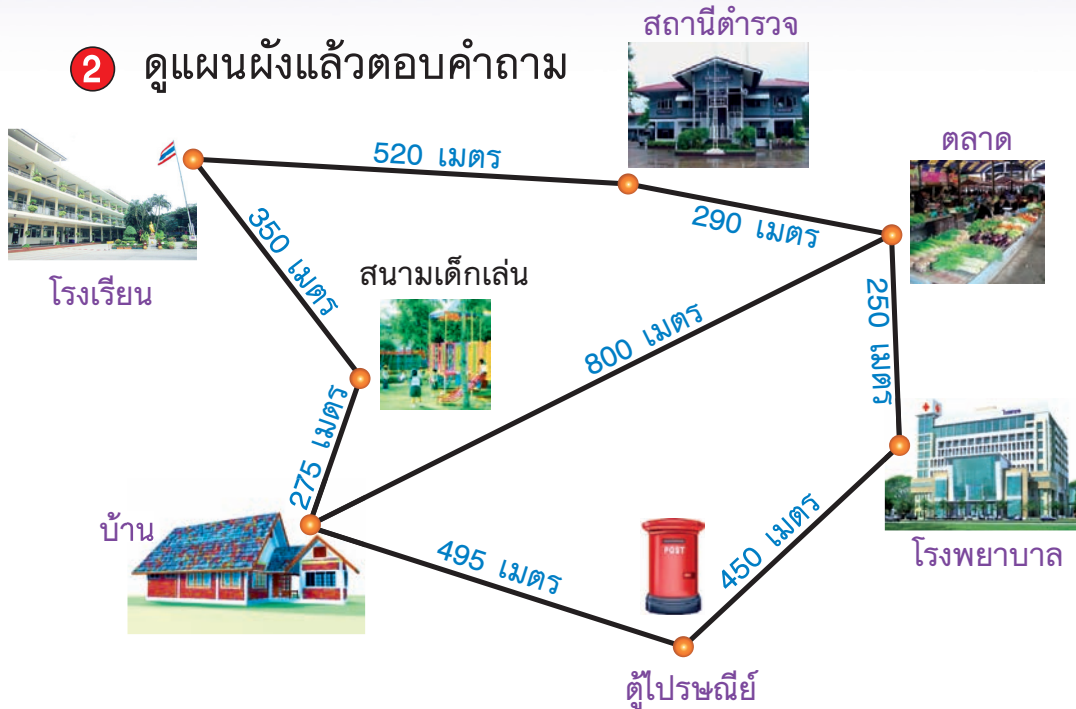 สถานีตำรวจ
2 ดูแผนผังแล้วตอบคำถาม
520 เมตร
ตลาด
290 เมตร
350 เมตร
โรงเรียน
สนามเด็กเล่น
250 เมตร
800 เมตร
275 เมตร
บ้าน
POST
450 เมตร
495 เมตร
โรงพยาบาล
ตู้ไปรษณีย์